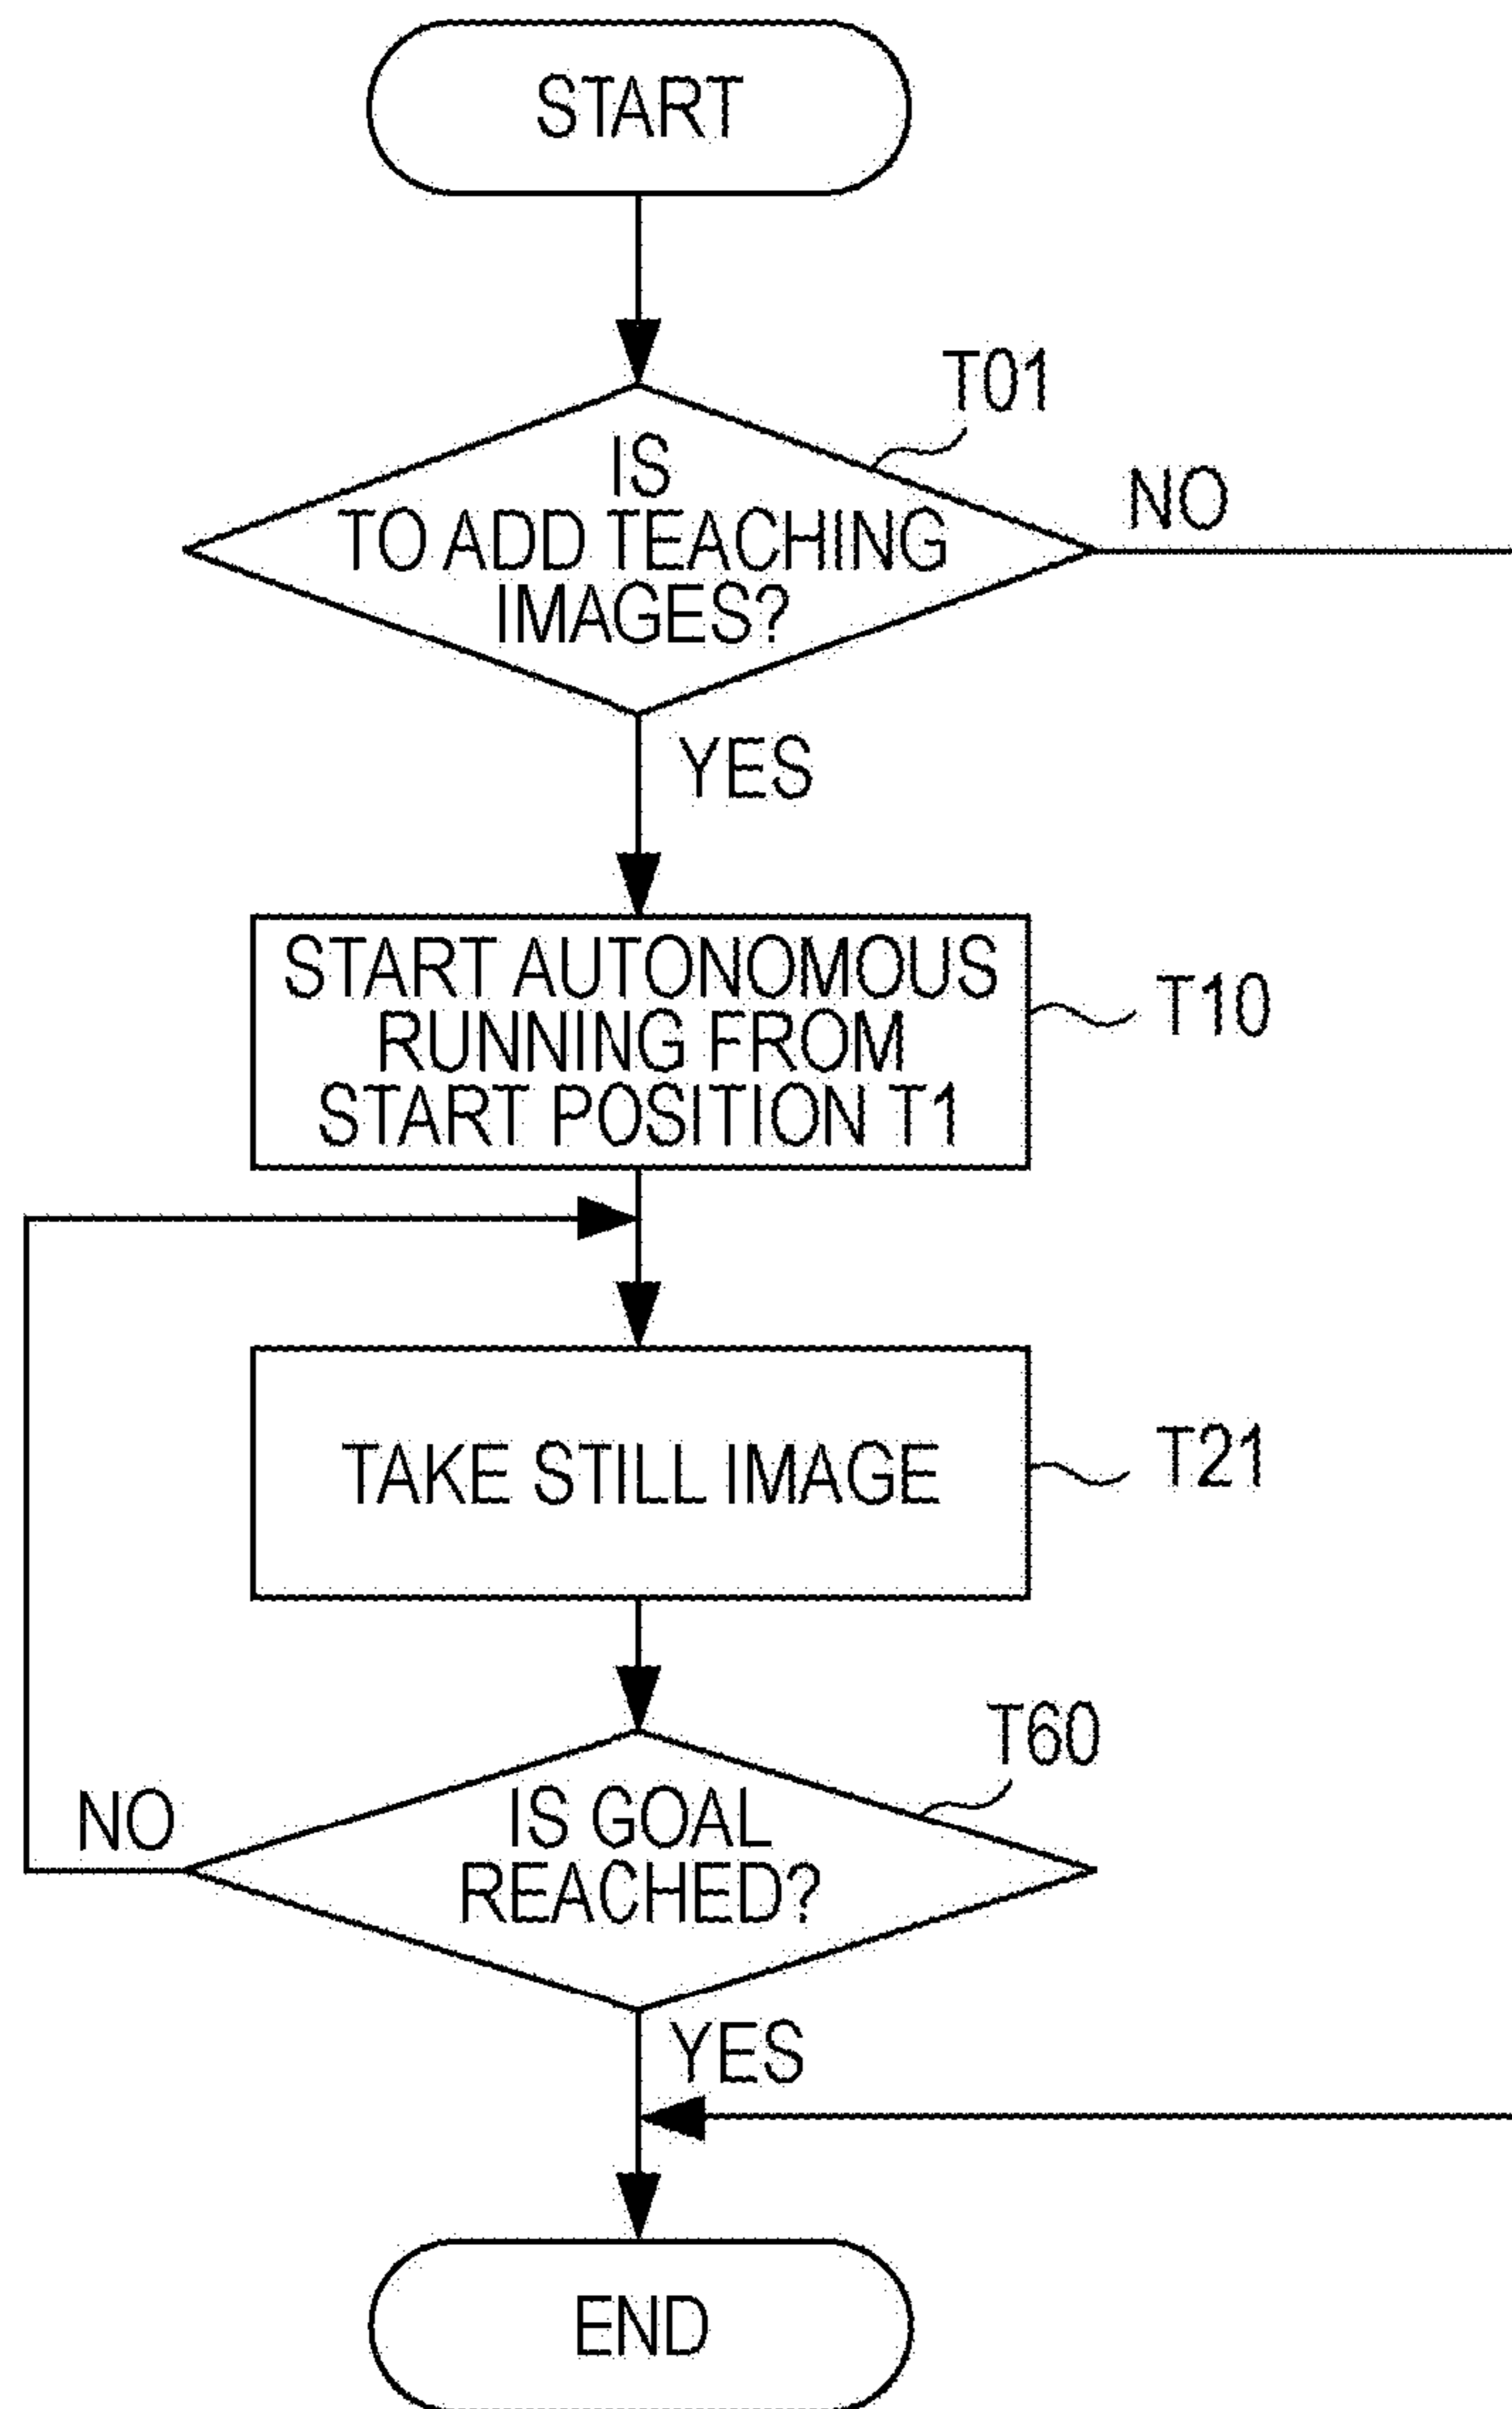 START
T01
IS
TO ADD TEACHING
IMAGES?
NO
YES
START AUTONOMOUS
RUNNING FROM
START POSITION T1
T10
TAKE STILL IMAGE
T21
T60
NO
IS GOAL
REACHED?
YES
END